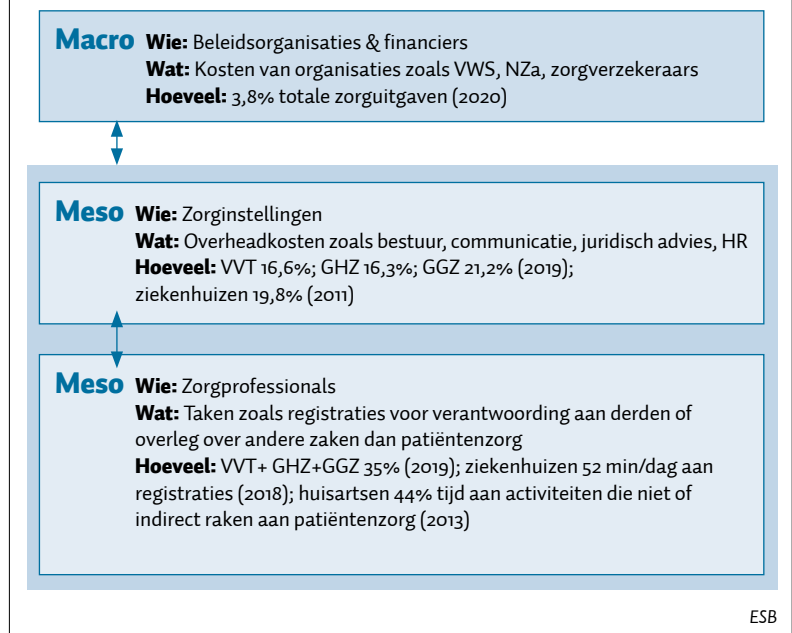 Macro Wie: Beleidsorganisaties & financiers
Wat: Kosten van organisaties zoals VWS, NZa, zorgverzekeraars
Hoeveel: 3,8% totale zorguitgaven (2020)
Meso Wie: Zorginstellingen
Wat: Overheadkosten zoals bestuur, communicatie, juridisch advies, HR
Hoeveel: VVT 16,6%; GHZ 16,3%; GGZ 21,2% (2019);
ziekenhuizen 19,8% (2011)
Meso Wie: Zorgprofessionals
Wat: Taken zoals registraties voor verantwoording aan derden of
overleg over andere zaken dan patiëntenzorg
Hoeveel: VVT+ GHZ+GGZ 35% (2019); ziekenhuizen 52 min/dag aan
registraties (2018); huisartsen 44% tijd aan activiteiten die niet of
indirect raken aan patiëntenzorg (2013)
ESB